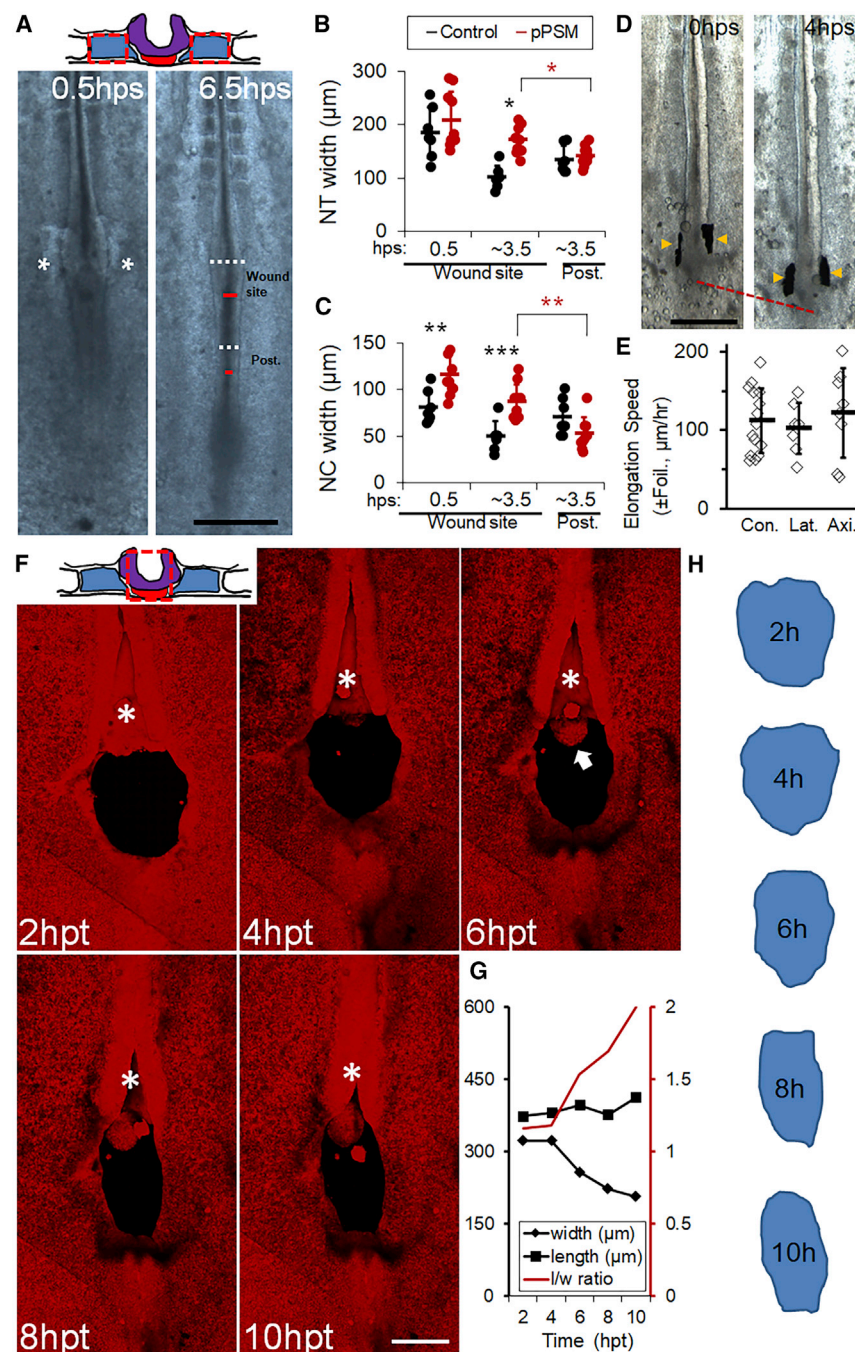 A
0.5hps
6.5hps
*
*
Wound
site
Post.
B
Control
pPSM
NT width (µm)
300
200
100
0
*
*
hps: 0.5 ~3.5 ~3.5
Wound site Post.
C
NC width (µm)
150
100
50
0
**
***
**
hps: 0.5 ~3.5 ~3.5
Wound site Post.
D
0hps
4hps
E
Elongation Speed
(±Foil., µm/hr)
200
100
0
Con. Lat. Axi.
F
*
2hpt
*
4hpt
*
6hpt
*
8hpt
*
10hpt
G
600
450
300
150
0
2
1.5
1
0.5
0
width (µm)
length (µm)
l/w ratio
2 4 6 8 10
Time (hpt)
H
2h
4h
6h
8h
10h